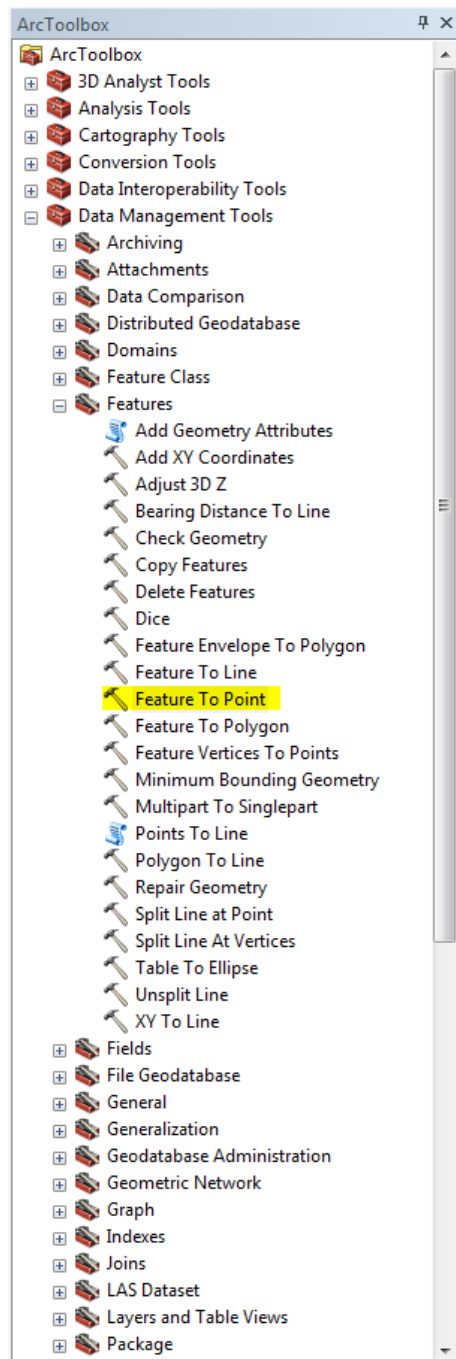 ArcToolbox
ArcToolbox
3D Analyst Tools
Analysis Tools
Cartography Tools
Conversion Tools
Data Interoperability Tools
Data Management Tools
Archiving
Attachments
Data Comparison
Distributed Geodatabase
Domains
Feature Class
Features
Add Geometry Attributes
Add XY Coordinates
Adjust 3D Z
Bearing Distance To Line
Check Geometry
Copy Features
Delete Features
Dice
Feature Envelope To Polygon
Feature To Line
Feature To Point
Feature To Polygon
Feature Vertices To Points
Minimum Bounding Geometry
Multipart To Singlepart
Points To Line
Polygon To Line
Repair Geometry
Split Line at Point
Split Line At Vertices
Table To Ellipse
Unsplit Line
XY To Line
Fields
File Geodatabase
General
Generalization
Geodatabase Administration
Geometric Network
Graph
Indexes
Joins
LAS Dataset
Layers and Table Views
Package